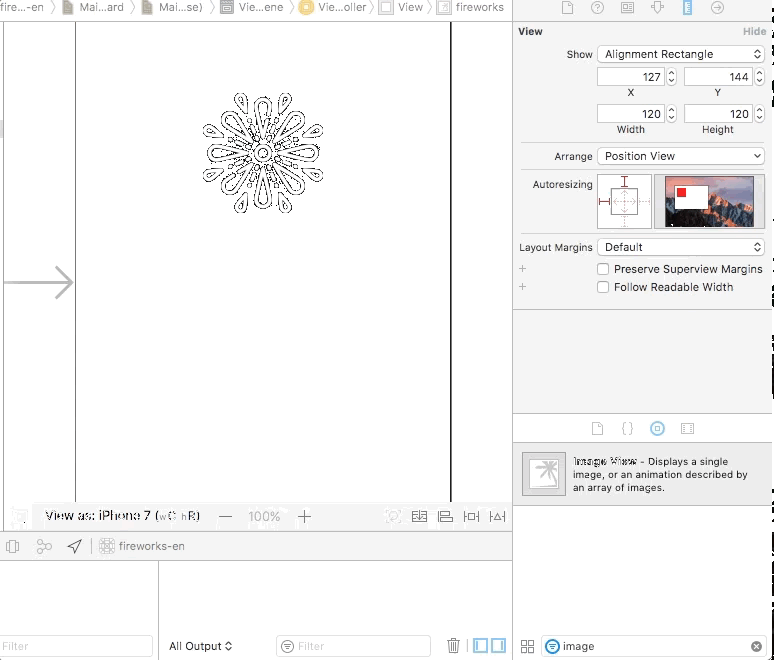 fire...-en Mai...ard Mai...se) Vie...ene Vie...oller View fireworks
View Hide
Show Alignment Rectangle
127 144
X Y
120 120
Width Height
Arrange Position View
Autoresizing
Layout Margins Default
Preserve Superview Margins
Follow Readable Width
Image View - Displays a single
image, or an animation described by
an array of images.
View as: iPhone 7 (wC hR)
100%
fireworks-en
Filter
All Output
Filter
image